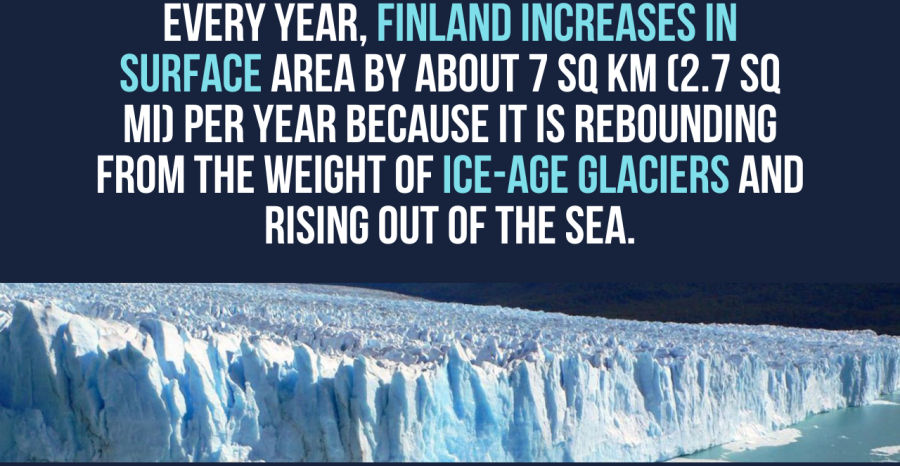 EVERY YEAR, FINLAND INCREASES IN
SURFACE AREA BY ABOUT 7 SQ KM (2.7 SQ
MI) PER YEAR BECAUSE IT IS REBOUNDING
FROM THE WEIGHT OF ICE-AGE GLACIERS AND
RISING OUT OF THE SEA.